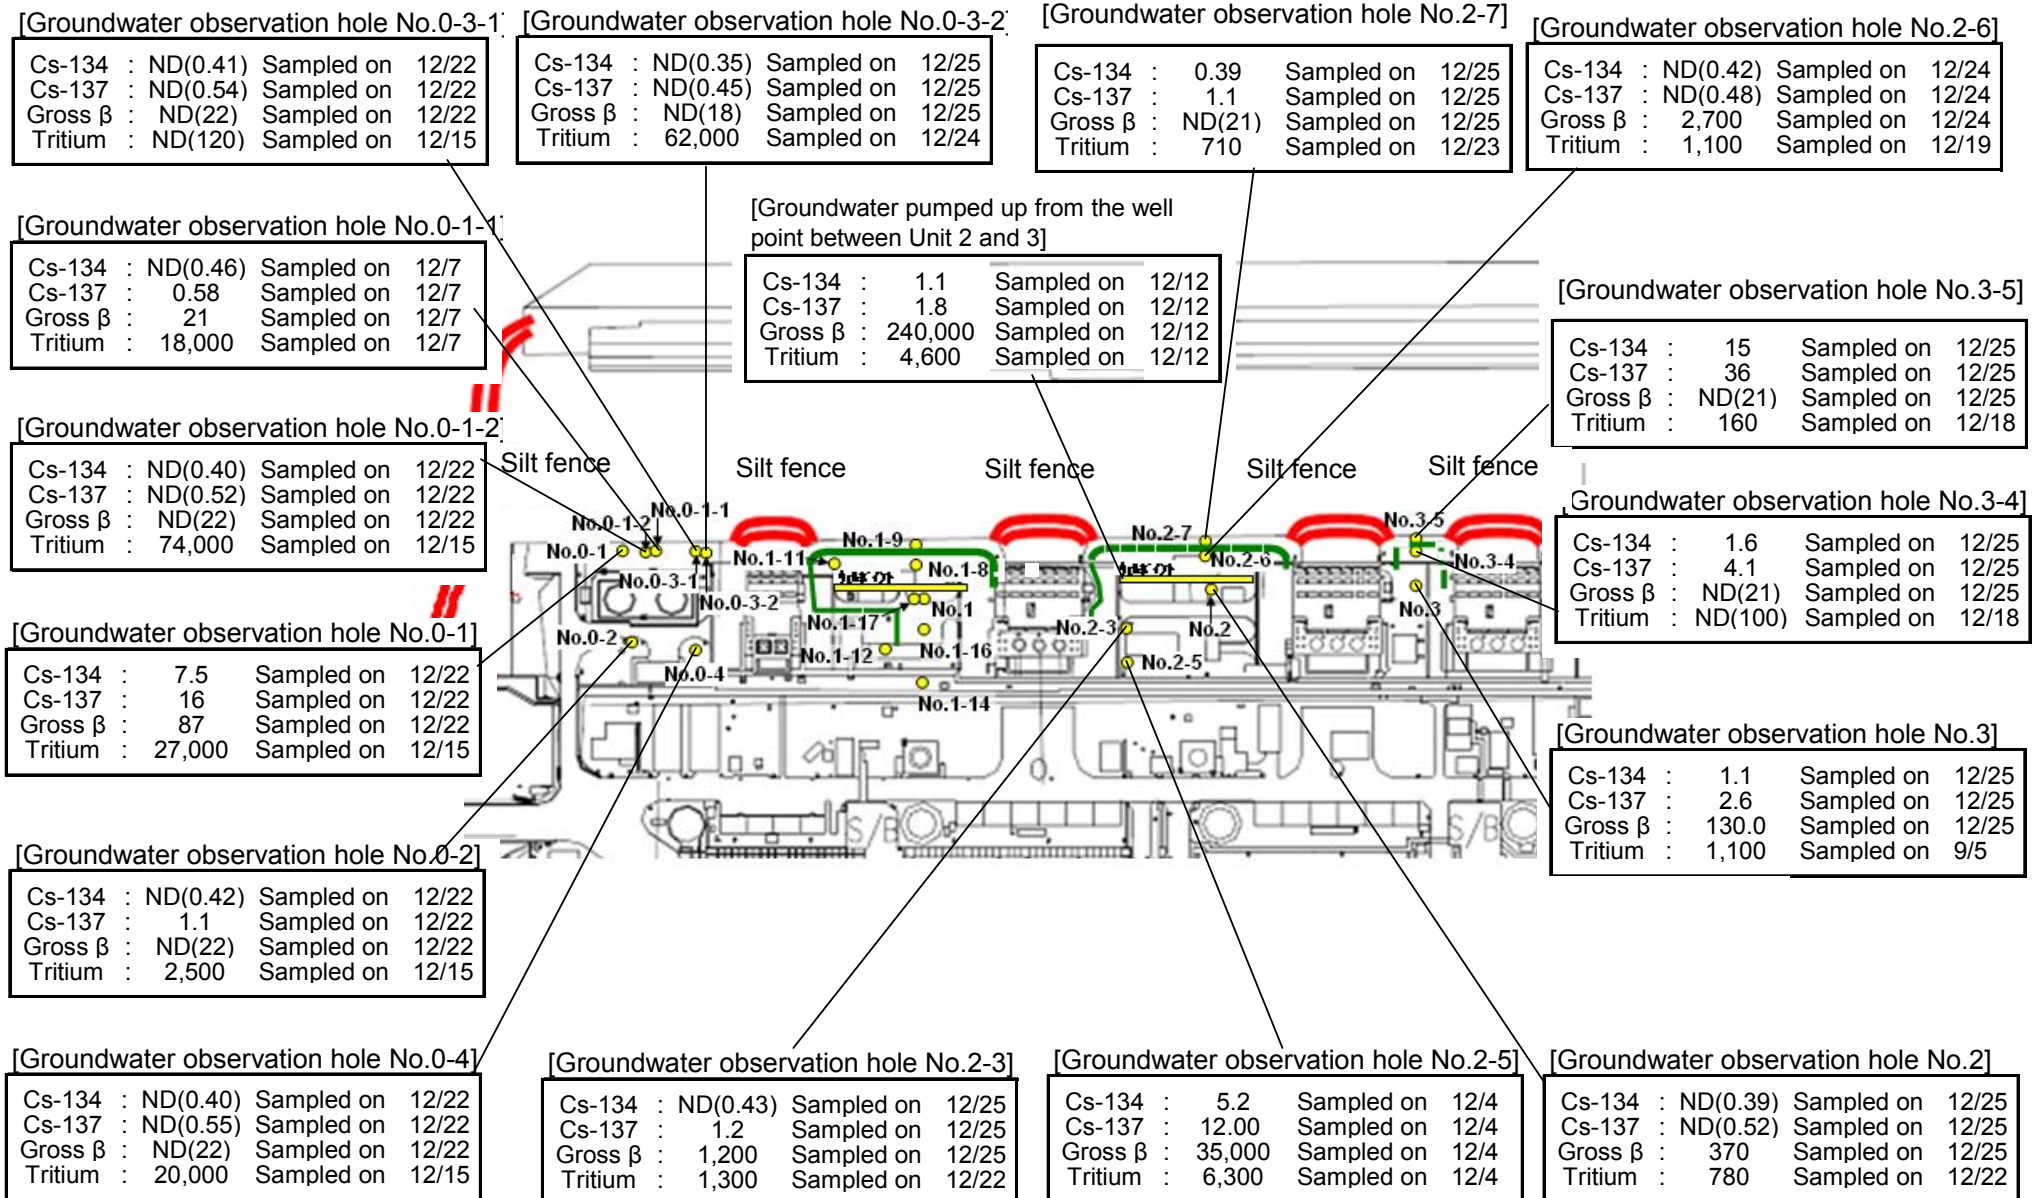 [Groundwater observation hole No.0-3-1]
Cs-134 : ND(0.41) Sampled on 12/22
Cs-137 : ND(0.54) Sampled on 12/22
Gross β : ND(22) Sampled on 12/22
Tritium : ND(120) Sampled on 12/15
[Groundwater observation hole No.0-3-2]
Cs-134 : ND(0.35) Sampled on 12/25
Cs-137 : ND(0.45) Sampled on 12/25
Gross β : ND(18) Sampled on 12/25
Tritium : 62,000 Sampled on 12/24
[Groundwater observation hole No.2-7]
Cs-134 : 0.39 Sampled on 12/25
Cs-137 : 1.1 Sampled on 12/25
Gross β : ND(21) Sampled on 12/25
Tritium : 710 Sampled on 12/23
[Groundwater observation hole No.2-6]
Cs-134 : ND(0.42) Sampled on 12/24
Cs-137 : ND(0.48) Sampled on 12/24
Gross β : 2,700 Sampled on 12/24
Tritium : 1,100 Sampled on 12/19
[Groundwater observation hole No.0-1-1]
Cs-134 : ND(0.46) Sampled on 12/7
Cs-137 : 0.58 Sampled on 12/7
Gross β : 21 Sampled on 12/7
Tritium : 18,000 Sampled on 12/7
[Groundwater pumped up from the well
point between Unit 2 and 3]
Cs-134 : 1.1 Sampled on 12/12
Cs-137 : 1.8 Sampled on 12/12
Gross β : 240,000 Sampled on 12/12
Tritium : 4,600 Sampled on 12/12
[Groundwater observation hole No.3-5]
Cs-134 : 15 Sampled on 12/25
Cs-137 : 36 Sampled on 12/25
Gross β : ND(21) Sampled on 12/25
Tritium : 160 Sampled on 12/18
[Groundwater observation hole No.0-1-2]
Cs-134 : ND(0.40) Sampled on 12/22
Cs-137 : ND(0.52) Sampled on 12/22
Gross β : ND(22) Sampled on 12/22
Tritium : 74,000 Sampled on 12/15
Silt fence
Silt fence
Silt fence
Silt fence
Silt fence
[Groundwater observation hole No.3-4]
Cs-134 : 1.6 Sampled on 12/25
Cs-137 : 4.1 Sampled on 12/25
Gross β : ND(21) Sampled on 12/25
Tritium : ND(100) Sampled on 12/18
No.0-1-2
No.0-1-1
No.0-1
No.0-3-1
No.0-3-2
No.0-2
No.0-4
No.1-11
No.1-9
No.1-8
No.1
No.1-17
No.1-12
No.1-16
No.1-14
No.2-7
No.2-6
No.2-3
No.2
No.2-5
No.3-5
No.3-4
No.3
S/B
S/B
[Groundwater observation hole No.0-1]
Cs-134 : 7.5 Sampled on 12/22
Cs-137 : 16 Sampled on 12/22
Gross β : 87 Sampled on 12/22
Tritium : 27,000 Sampled on 12/15
[Groundwater observation hole No.3]
Cs-134 : 1.1 Sampled on 12/25
Cs-137 : 2.6 Sampled on 12/25
Gross β : 130.0 Sampled on 12/25
Tritium : 1,100 Sampled on 9/5
[Groundwater observation hole No.0-2]
Cs-134 : ND(0.42) Sampled on 12/22
Cs-137 : 1.1 Sampled on 12/22
Gross β : ND(22) Sampled on 12/22
Tritium : 2,500 Sampled on 12/15
[Groundwater observation hole No.0-4]
Cs-134 : ND(0.40) Sampled on 12/22
Cs-137 : ND(0.55) Sampled on 12/22
Gross β : ND(22) Sampled on 12/22
Tritium : 20,000 Sampled on 12/15
[Groundwater observation hole No.2-3]
Cs-134 : ND(0.43) Sampled on 12/25
Cs-137 : 1.2 Sampled on 12/25
Gross β : 1,200 Sampled on 12/25
Tritium : 1,300 Sampled on 12/22
[Groundwater observation hole No.2-5]
Cs-134 : 5.2 Sampled on 12/4
Cs-137 : 12.00 Sampled on 12/4
Gross β : 35,000 Sampled on 12/4
Tritium : 6,300 Sampled on 12/4
[Groundwater observation hole No.2]
Cs-134 : ND(0.39) Sampled on 12/25
Cs-137 : ND(0.52) Sampled on 12/25
Gross β : 370 Sampled on 12/25
Tritium : 780 Sampled on 12/22